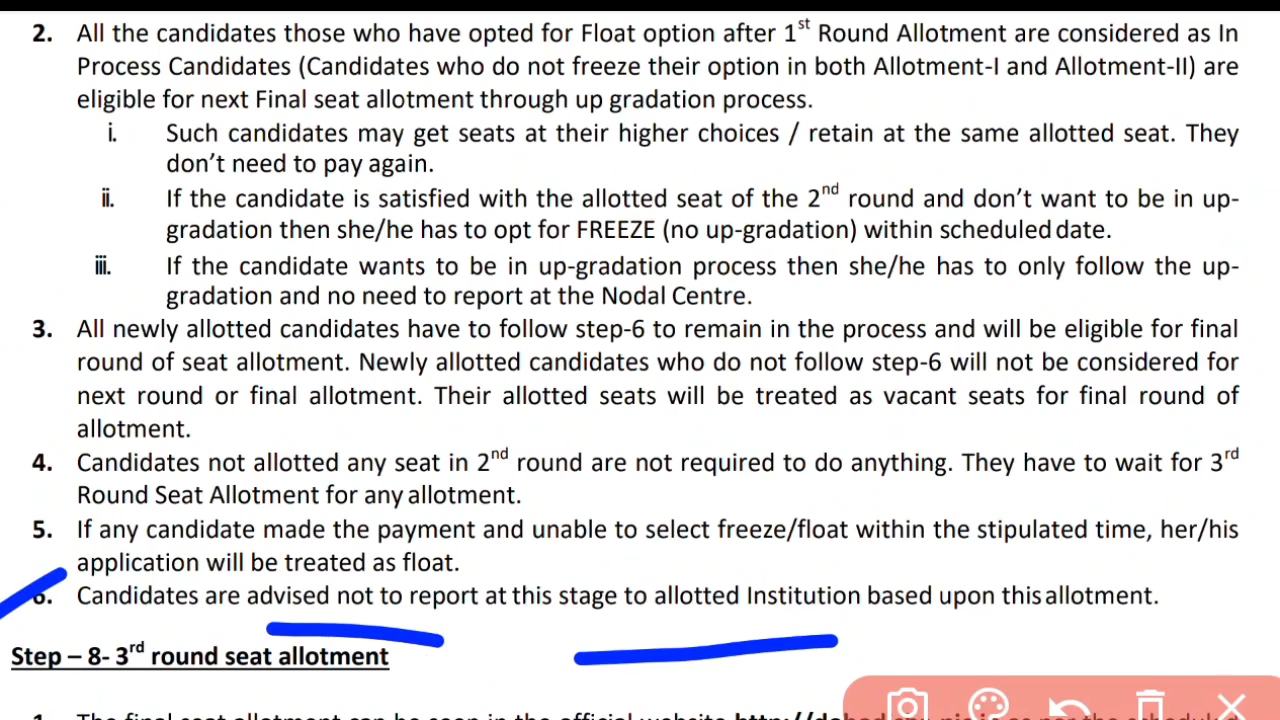 2. All the candidates those who have opted for Float option after 1st Round Allotment are considered as In
Process Candidates (Candidates who do not freeze their option in both Allotment-I and Allotment-II) are
eligible for next Final seat allotment through up gradation process.
i. Such candidates may get seats at their higher choices / retain at the same allotted seat. They
don't need to pay again.
ii. If the candidate is satisfied with the allotted seat of the 2nd round and don't want to be in up-
gradation then she/he has to opt for FREEZE (no up-gradation) within scheduled date.
iii. If the candidate wants to be in up-gradation process then she/he has to only follow the up-
gradation and no need to report at the Nodal Centre.
3. All newly allotted candidates have to follow step-6 to remain in the process and will be eligible for final
round of seat allotment. Newly allotted candidates who do not follow step-6 will not be considered for
next round or final allotment. Their allotted seats will be treated as vacant seats for final round of
allotment.
4. Candidates not allotted any seat in 2nd round are not required to do anything. They have to wait for 3rd
Round Seat Allotment for any allotment.
5. If any candidate made the payment and unable to select freeze/float within the stipulated time, her/his
application will be treated as float.
6. Candidates are advised not to report at this stage to allotted Institution based upon this allotment.
Step – 8- 3rd round seat allotment
1. The final seat allotment can be seen in the official website